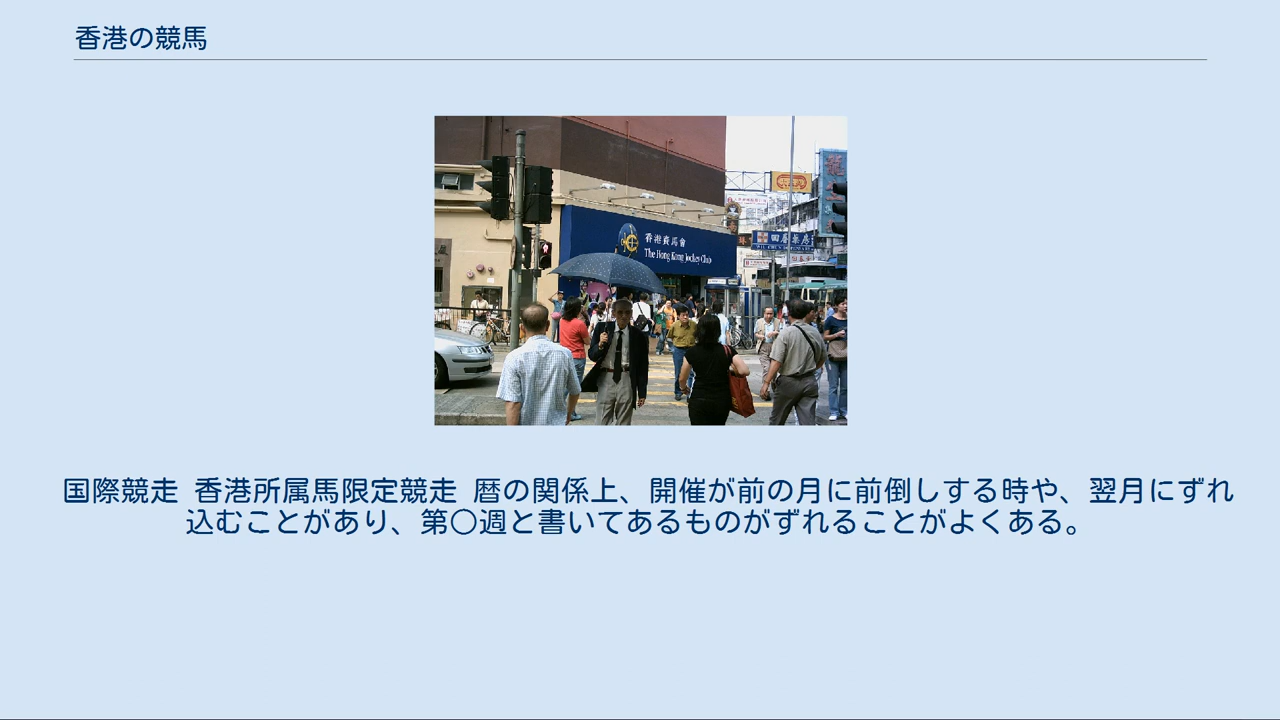 香港の競馬
香港賽馬會
The Hong Kong Jockey Club
国際競走 香港所属馬限定競走 暦の関係上、開催が前の月に前倒しする時や、翌月にずれ
込むことがあり、第〇週と書いてあるものがずれることがよくある。